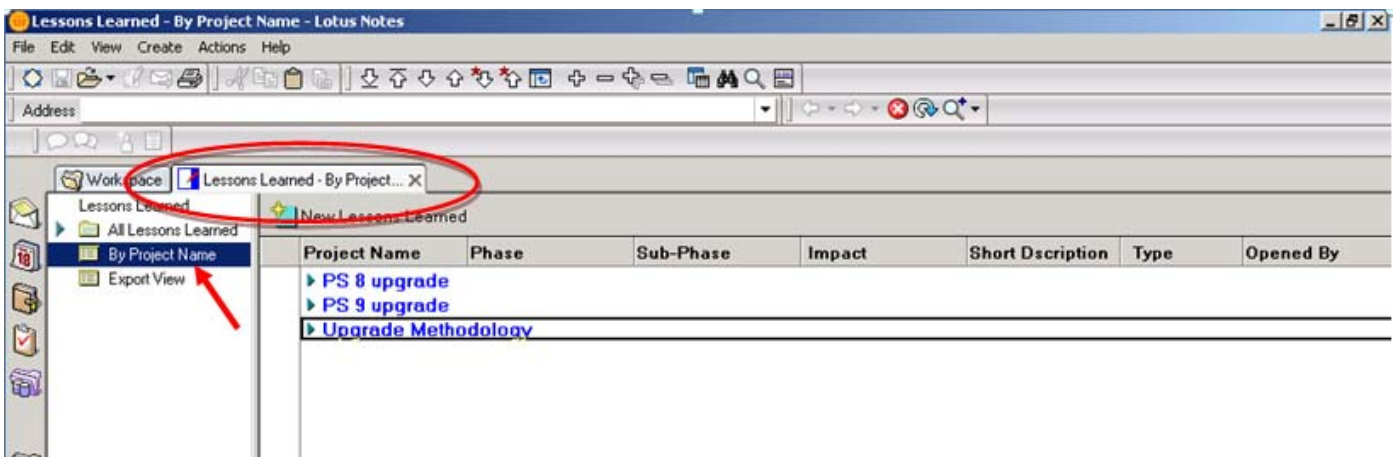 Lessons Learned - By Project Name - Lotus Notes
File Edit View Create Actions Help
Address
Workspace Lessons Learned - By Project...
Lessons Learned
New Lessons Learned
All Lessons Learned
By Project Name
Export View
Project Name Phase Sub-Phase Impact Short Dscription Type Opened By
PS 8 upgrade
PS 9 upgrade
Upgrade Methodology
18